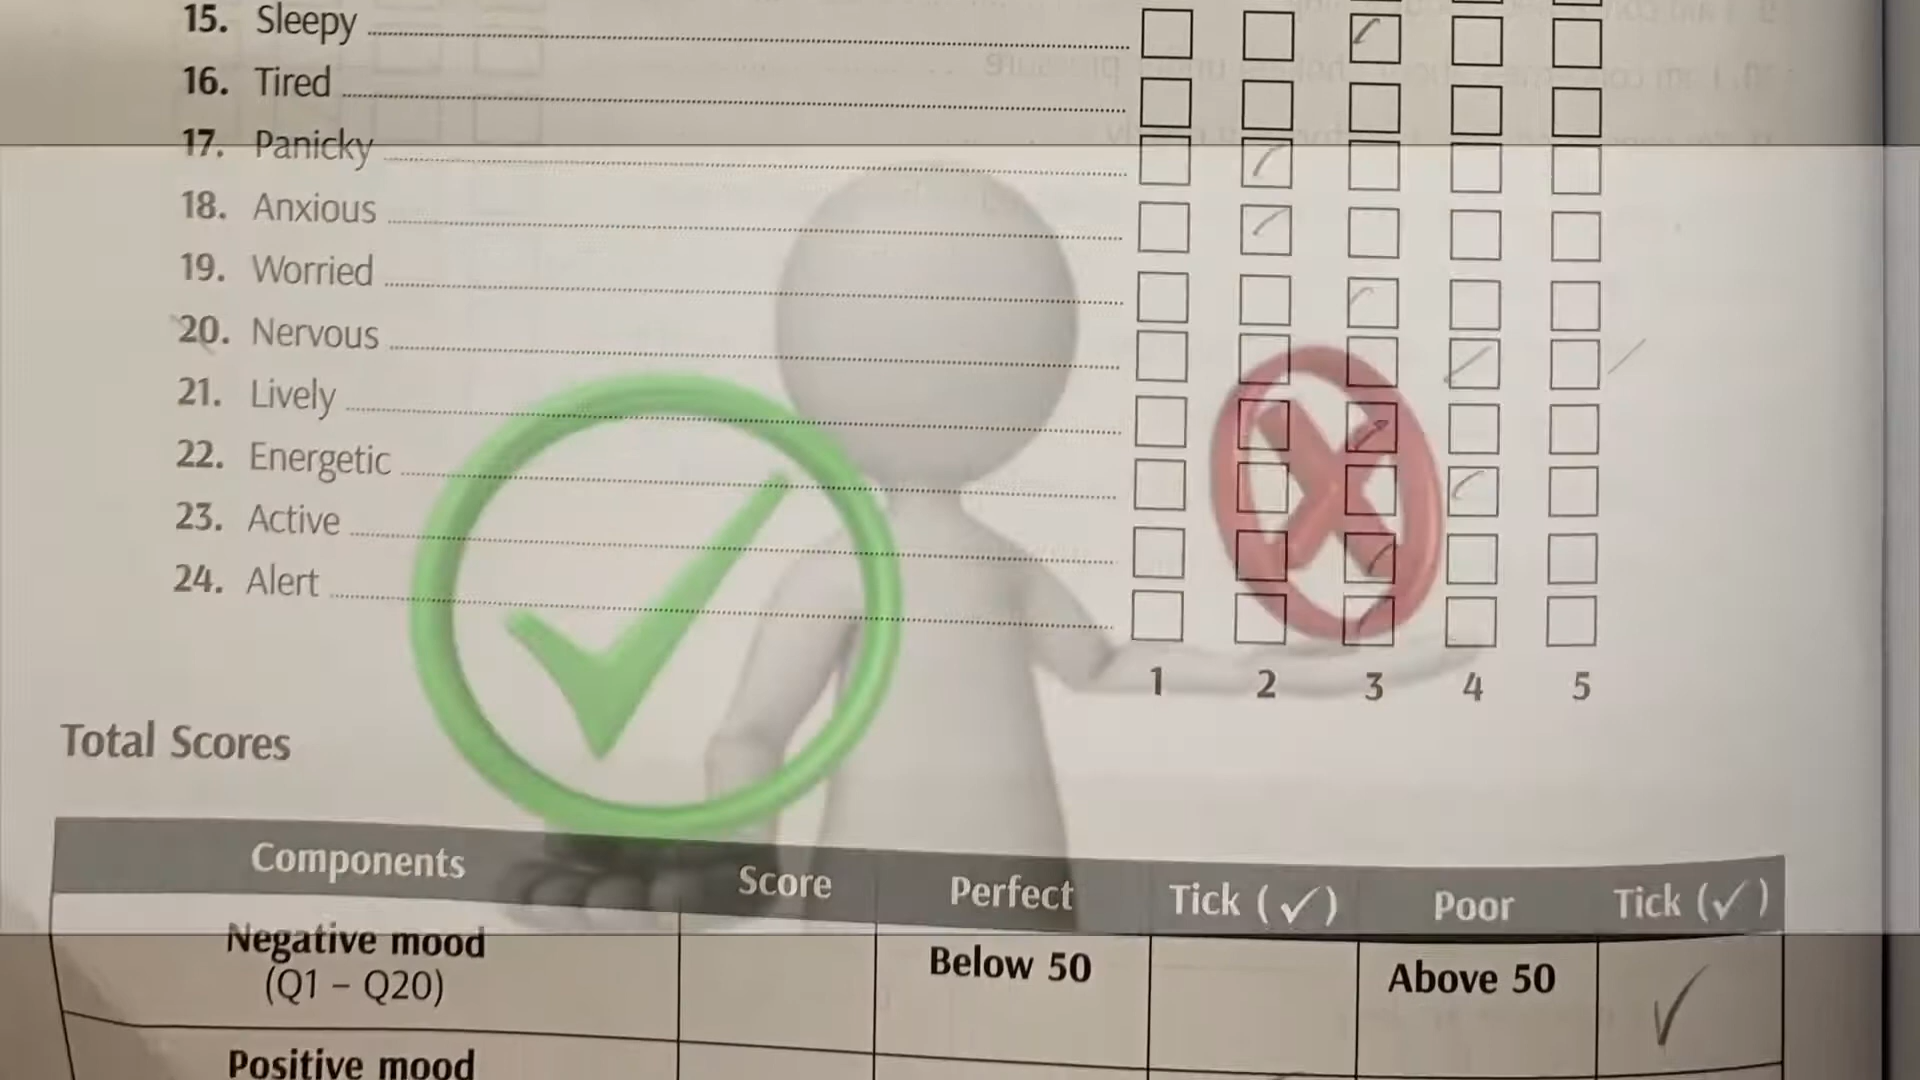 15. Sleepy
16. Tired
17. Panicky
18. Anxious
19. Worried
20. Nervous
21. Lively
22. Energetic
23. Active
24. Alert
1 2 3 4 5
Total Scores
Components Score Perfect Tick (✓) Poor Tick (✓)
Negative mood Below 50 Above 50 ✓
(Q1 – Q20)
Positive mood